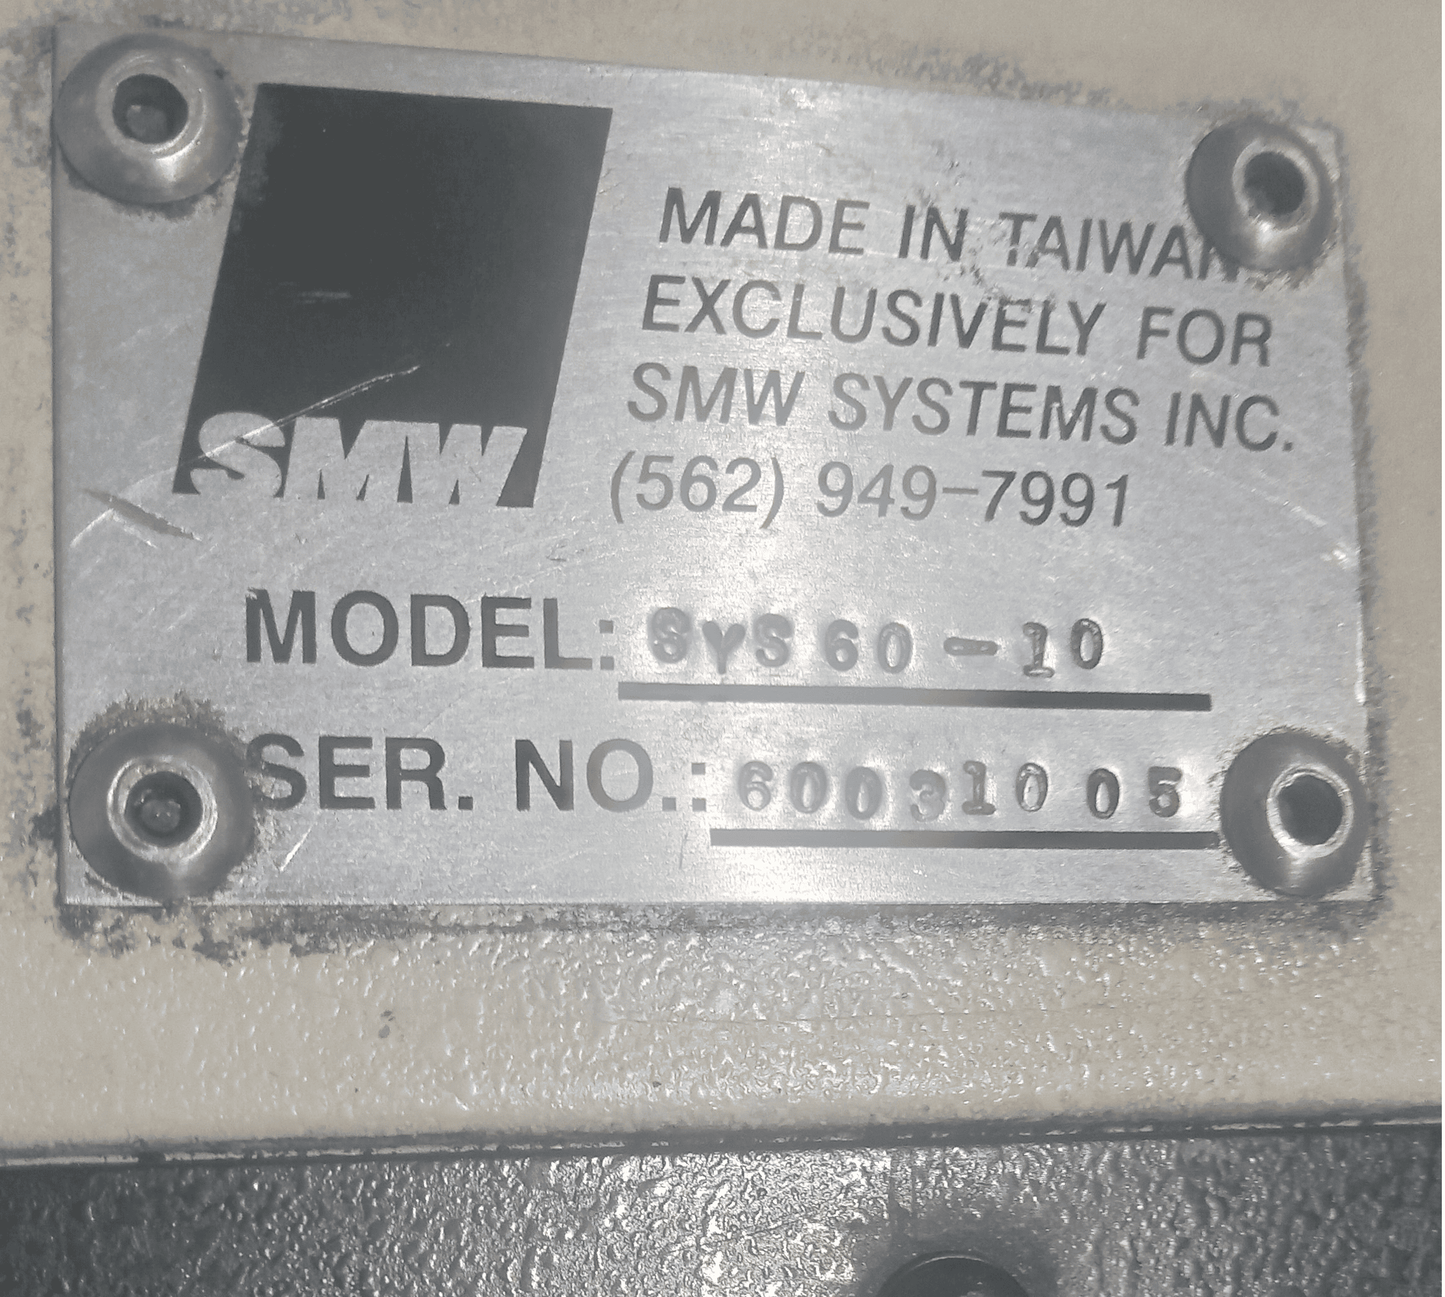 SMW
MADE IN TAIWAN
EXCLUSIVELY FOR
SMW SYSTEMS INC.
(562) 949-7991
MODEL: SyS 60-10
SER. NO.: 60031005